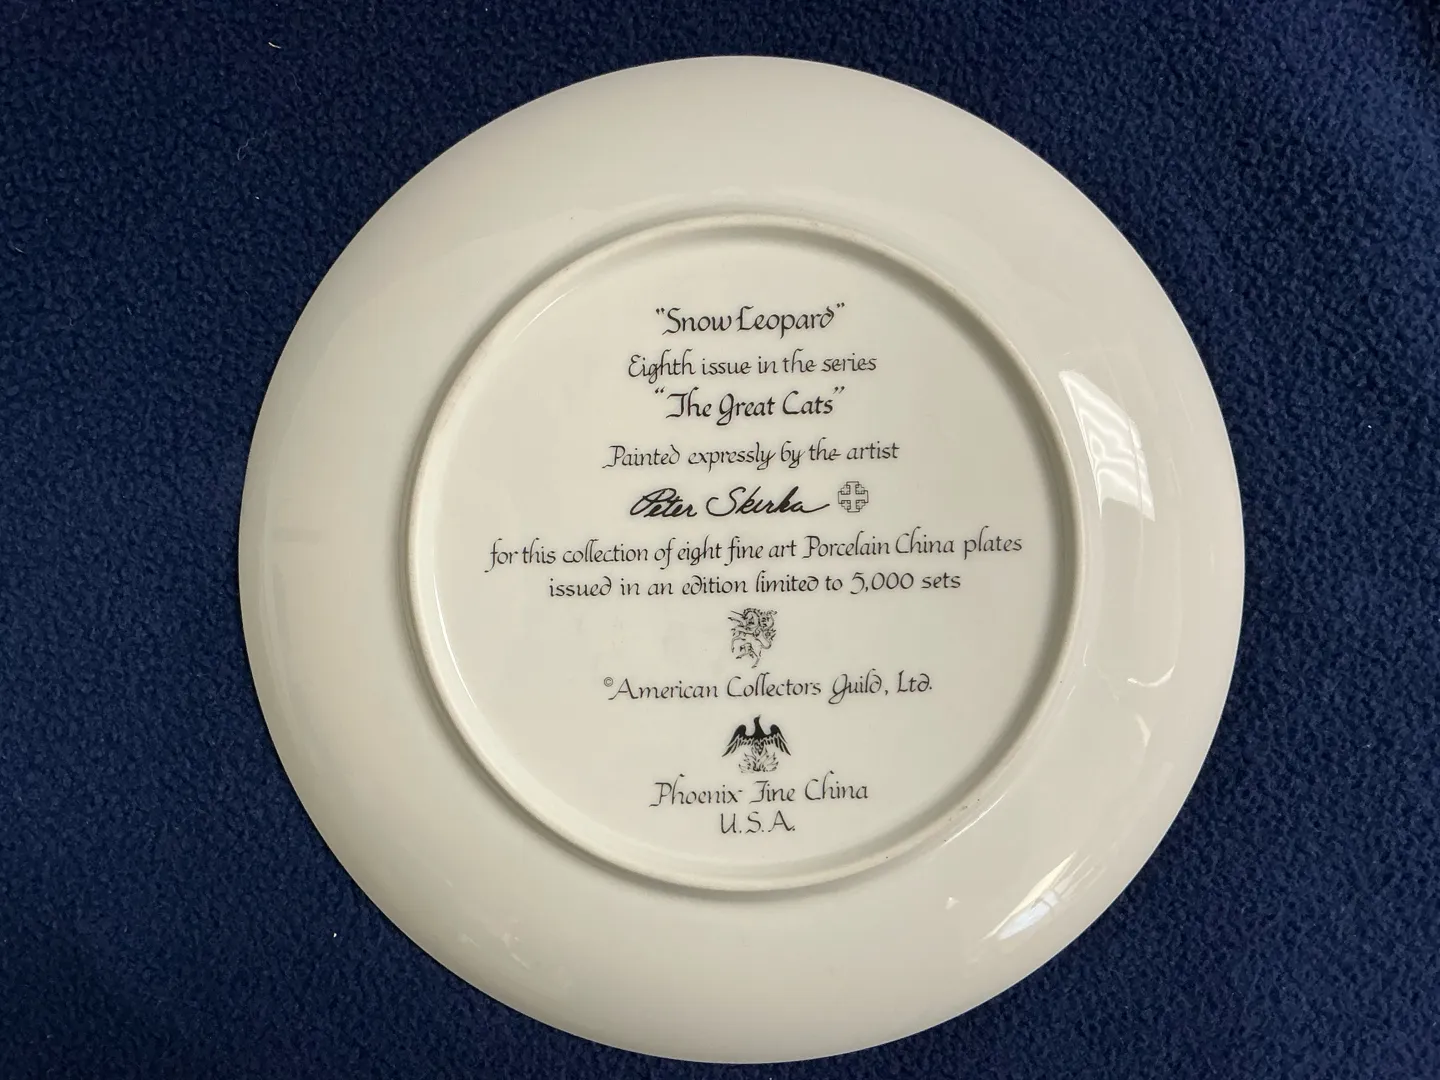 "Snow Leopard"
Eighth issue in the series
"The Great Cats"
Painted expressly by the artist
Peter Skirka
for this collection of eight fine art Porcelain China plates
issued in an edition limited to 5,000 sets
©American Collectors Guild, Ltd.
Phoenix Fine China
U.S.A.